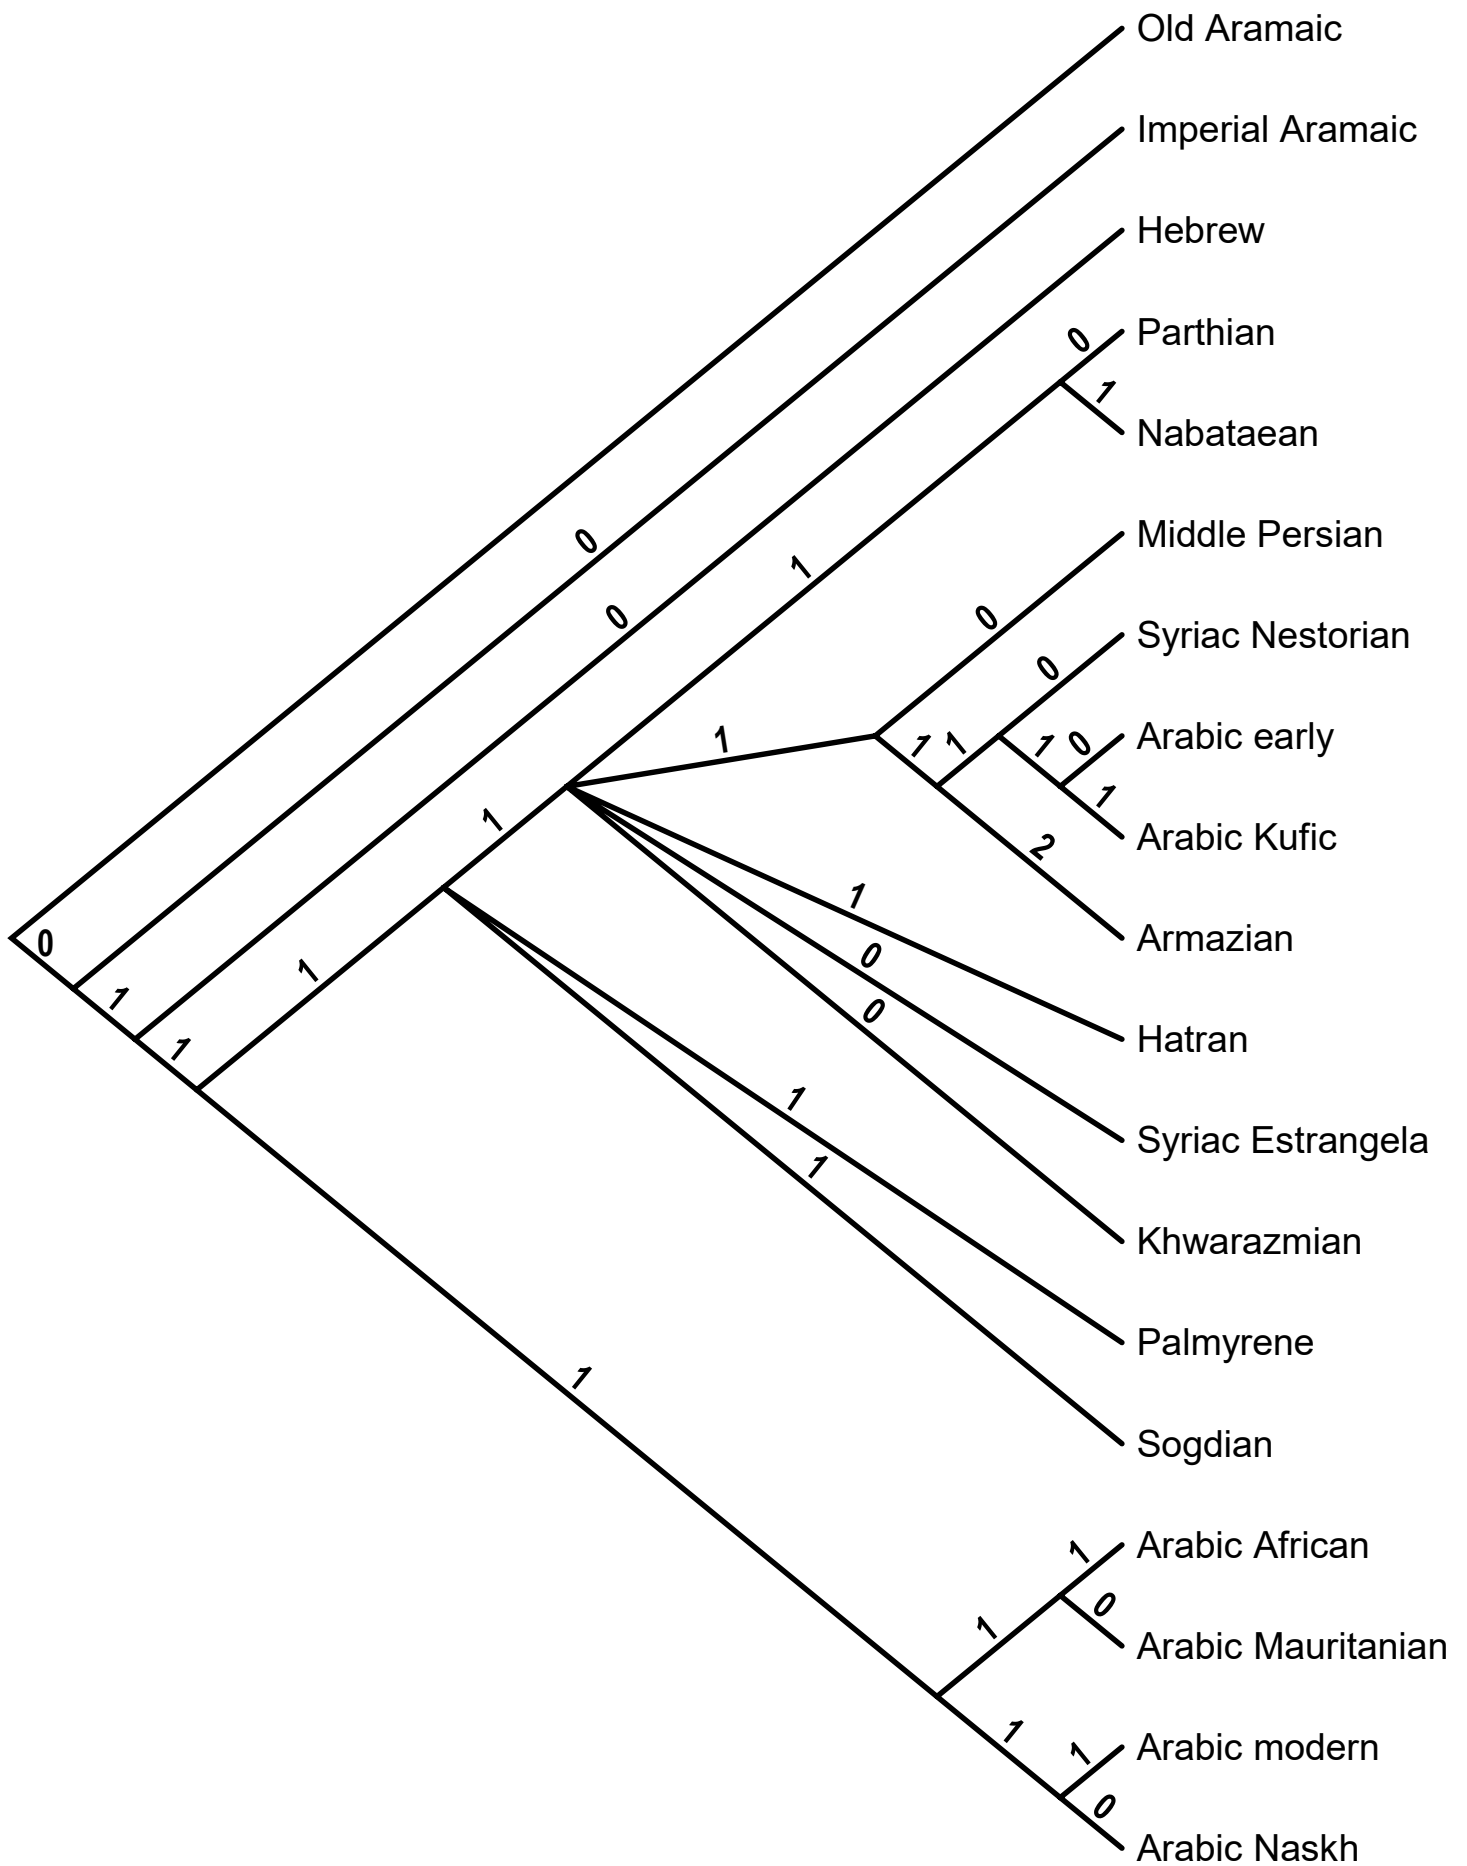 Old Aramaic
Imperial Aramaic
Hebrew
0 Parthian
1
Nabataean
0
Middle Persian
1
0
0
Syriac Nestorian
0
1
1 1 1 0 Arabic early
1
1
Arabic Kufic
2
1
Armazian
0
0
1
1
Hatran
0
1
1
Syriac Estrangela
1
Khwarazmian
Palmyrene
1
Sogdian
1 Arabic African
0
1
Arabic Mauritanian
1
1 Arabic modern
0
Arabic Naskh